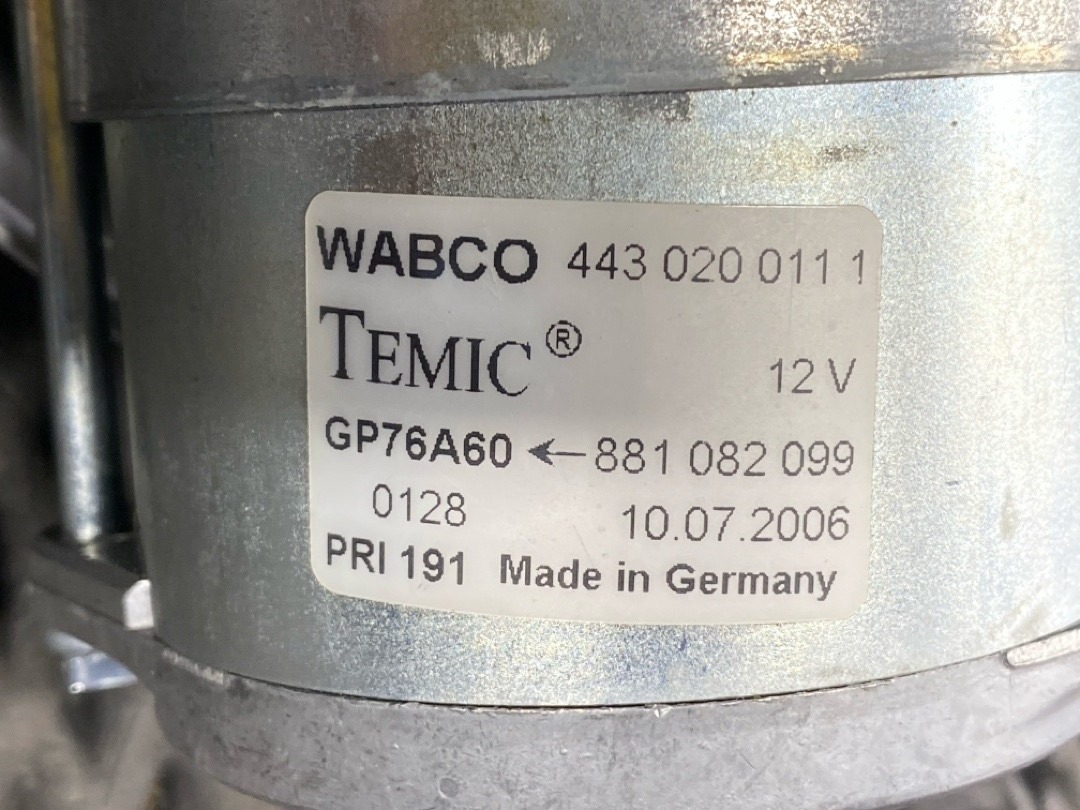 WABCO 443 020 011 1
TEMIC®
12 V
GP76A60 ←881 082 099
0128 10.07.2006
PRI 191 Made in Germany